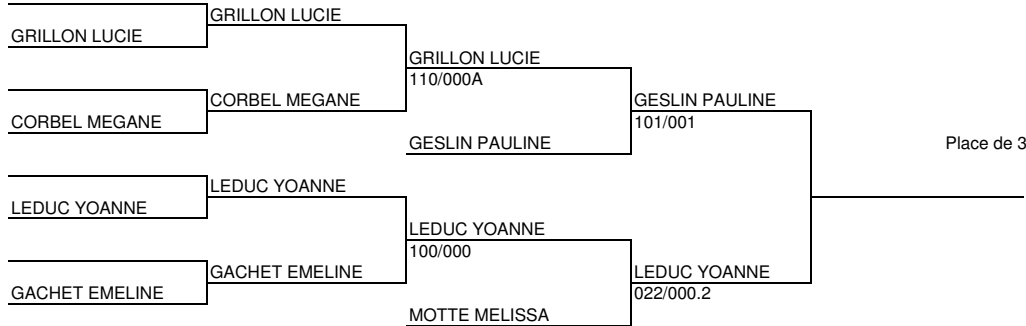 GRILLON LUCIE
GRILLON LUCIE
GRILLON LUCIE
110/000A
CORBEL MEGANE
GESLIN PAULINE
101/001
CORBEL MEGANE
GESLIN PAULINE
Place de 3
LEDUC YOANNE
LEDUC YOANNE
LEDUC YOANNE
100/000
GACHET EMELINE
LEDUC YOANNE
022/000.2
GACHET EMELINE
MOTTE MELISSA